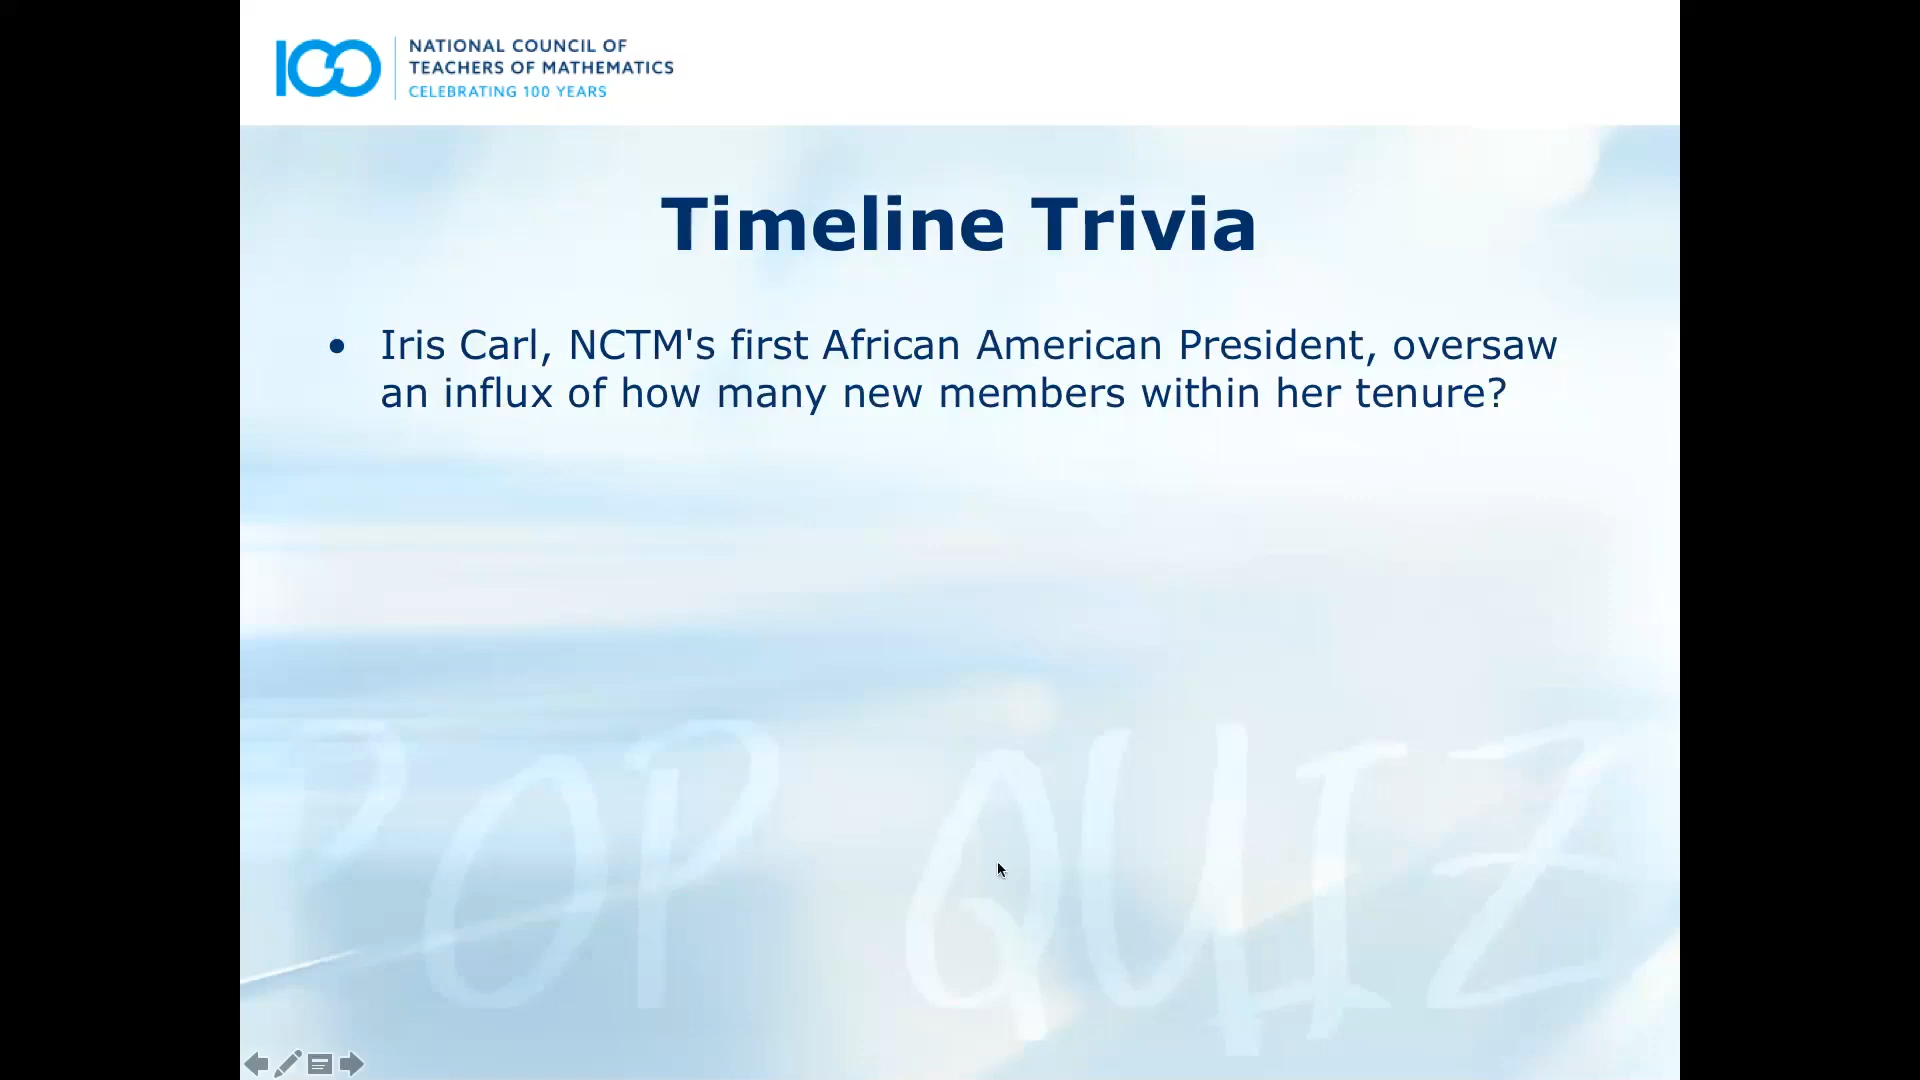 100
NATIONAL COUNCIL OF
TEACHERS OF MATHEMATICS
CELEBRATING 100 YEARS
Timeline Trivia
• Iris Carl, NCTM's first African American President, oversaw
an influx of how many new members within her tenure?
POP QUIZ